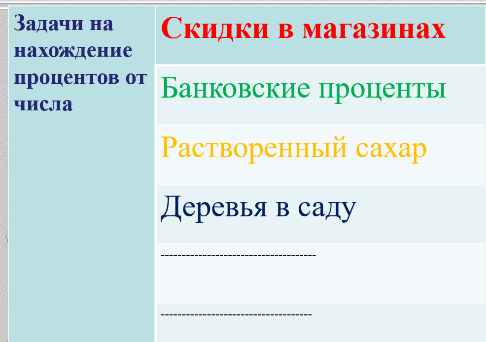 Задачи на
нахождение
процентов от
числа
Скидки в магазинах
Банковские проценты
Растворенный сахар
Деревья в саду
-------------------------------------
------------------------------------